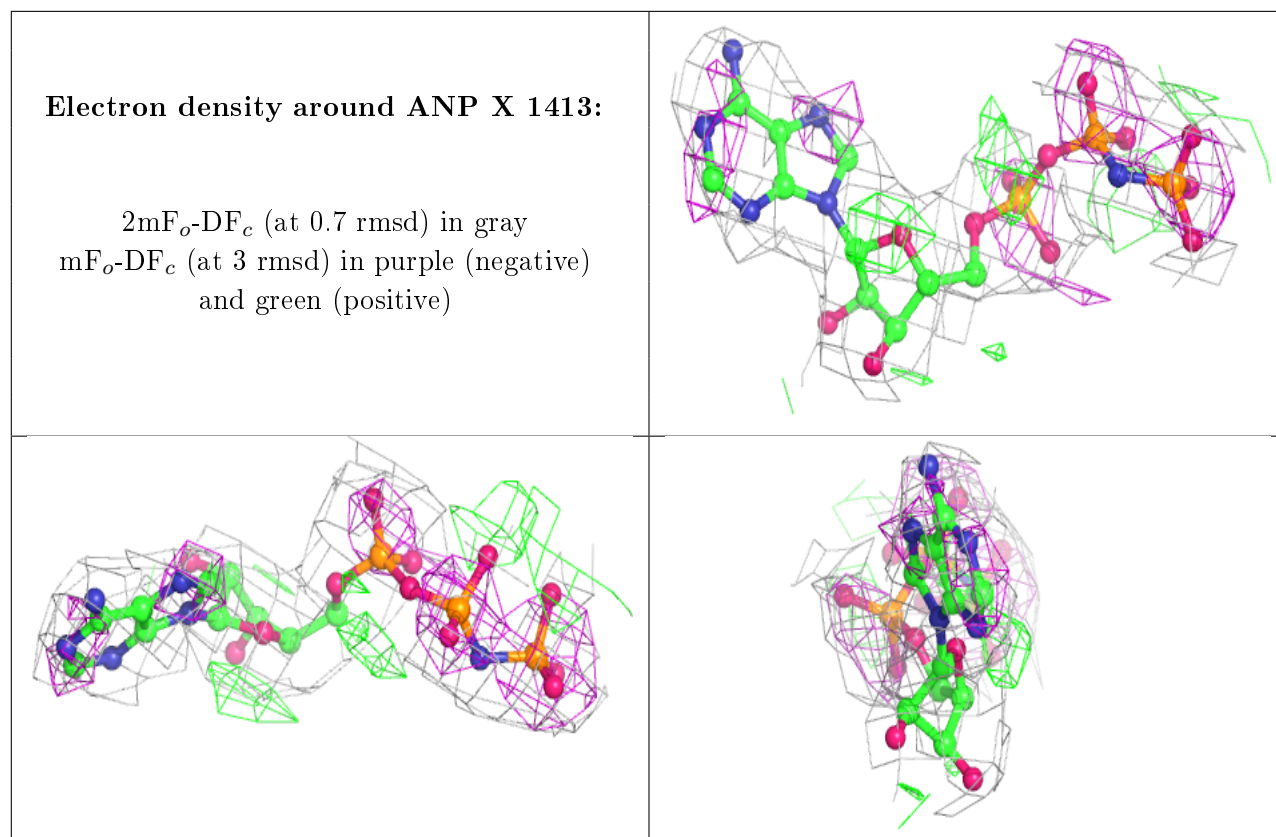 Electron density around ANP X 1413:
2mFo-DFc (at 0.7 rmsd) in gray
mFo-DFc (at 3 rmsd) in purple (negative)
and green (positive)